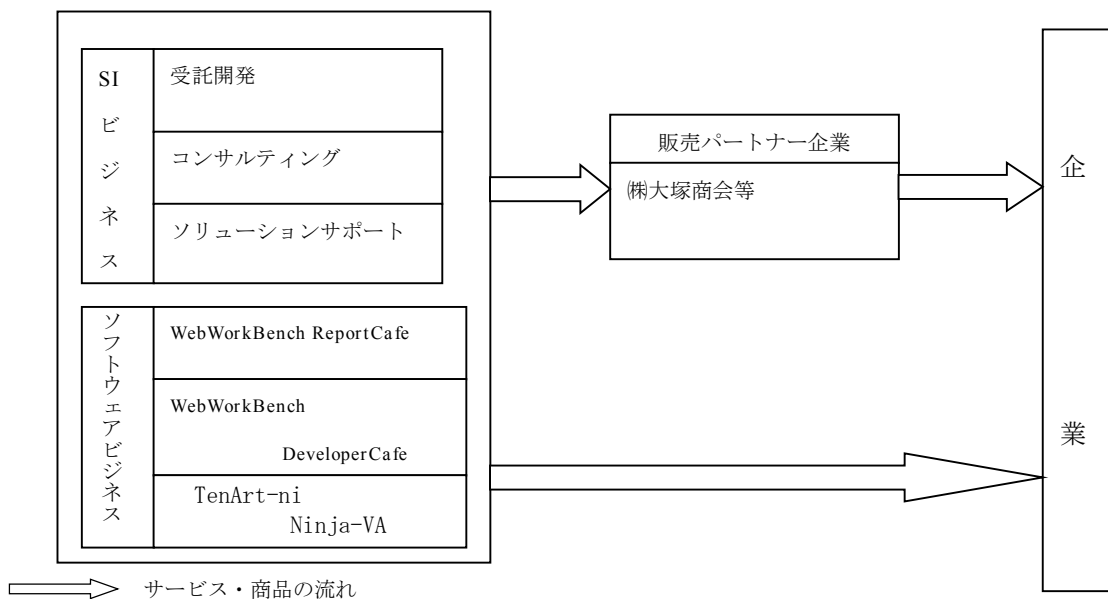 SIビジネス
受託開発
コンサルティング
ソリューションサポート
ソフトウェアビジネス
WebWorkBench ReportCafe
WebWorkBench
DeveloperCafe
TenArt-ni
Ninja-VA
販売パートナー企業
㈱大塚商会等
企業
サービス・商品の流れ